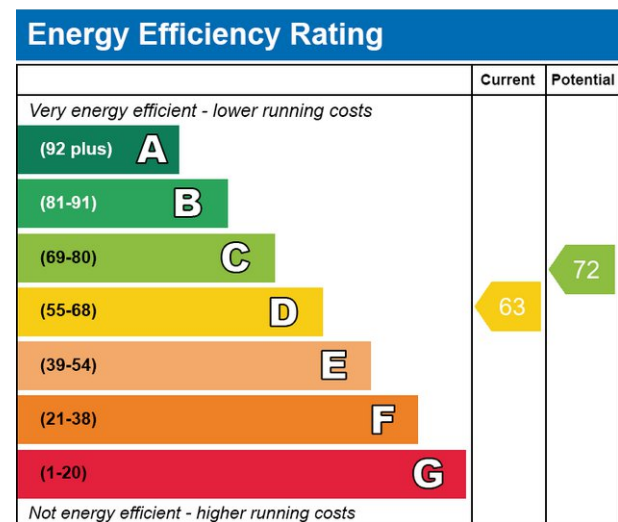 Energy Efficiency Rating
Current Potential
Very energy efficient - lower running costs
(92 plus) A
(81-91) B
(69-80) C
72
(55-68) D
63
(39-54) E
(21-38) F
(1-20) G
Not energy efficient - higher running costs